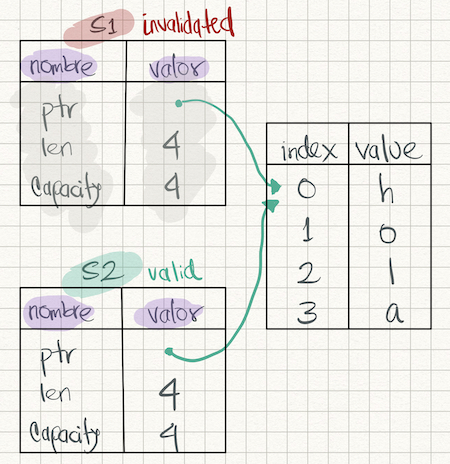 S1 invalidated
nombre valor
ptr
len 4
Capacity 4
index value
0 h
1 o
2 l
3 a
S2 valid
nombre valor
ptr
len 4
Capacity 4